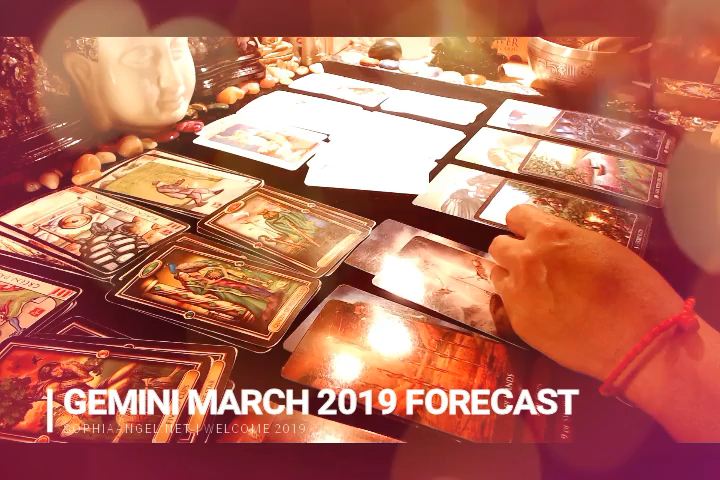 GEMINI MARCH 2019 FORECAST
SOPHIAANGEL.NET | WELCOME 2019